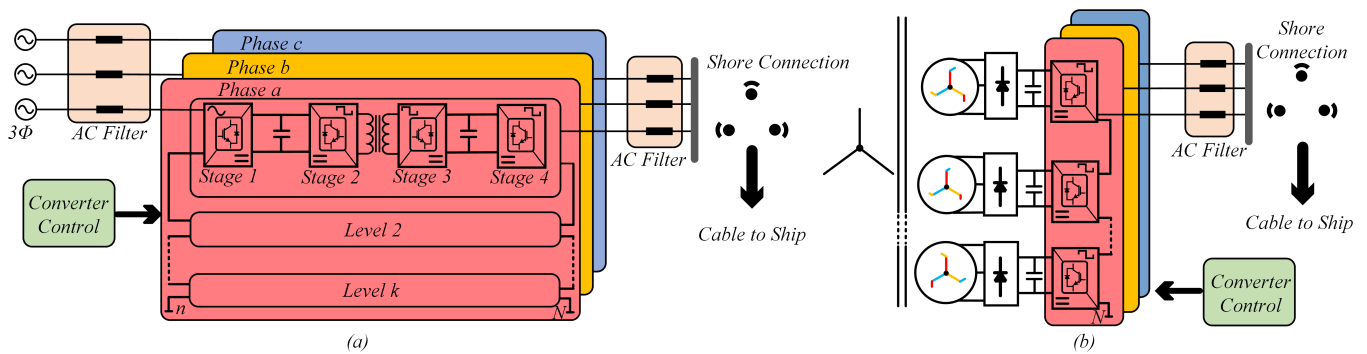 Phase c
Phase b
Phase a
3Φ
AC Filter
Stage 1
Stage 2
Stage 3
Stage 4
Level 2
Level k
n
N
Converter
Control
AC Filter
Shore Connection
Cable to Ship
(a)
N
AC Filter
Shore
Connection
Cable to Ship
Converter
Control
(b)